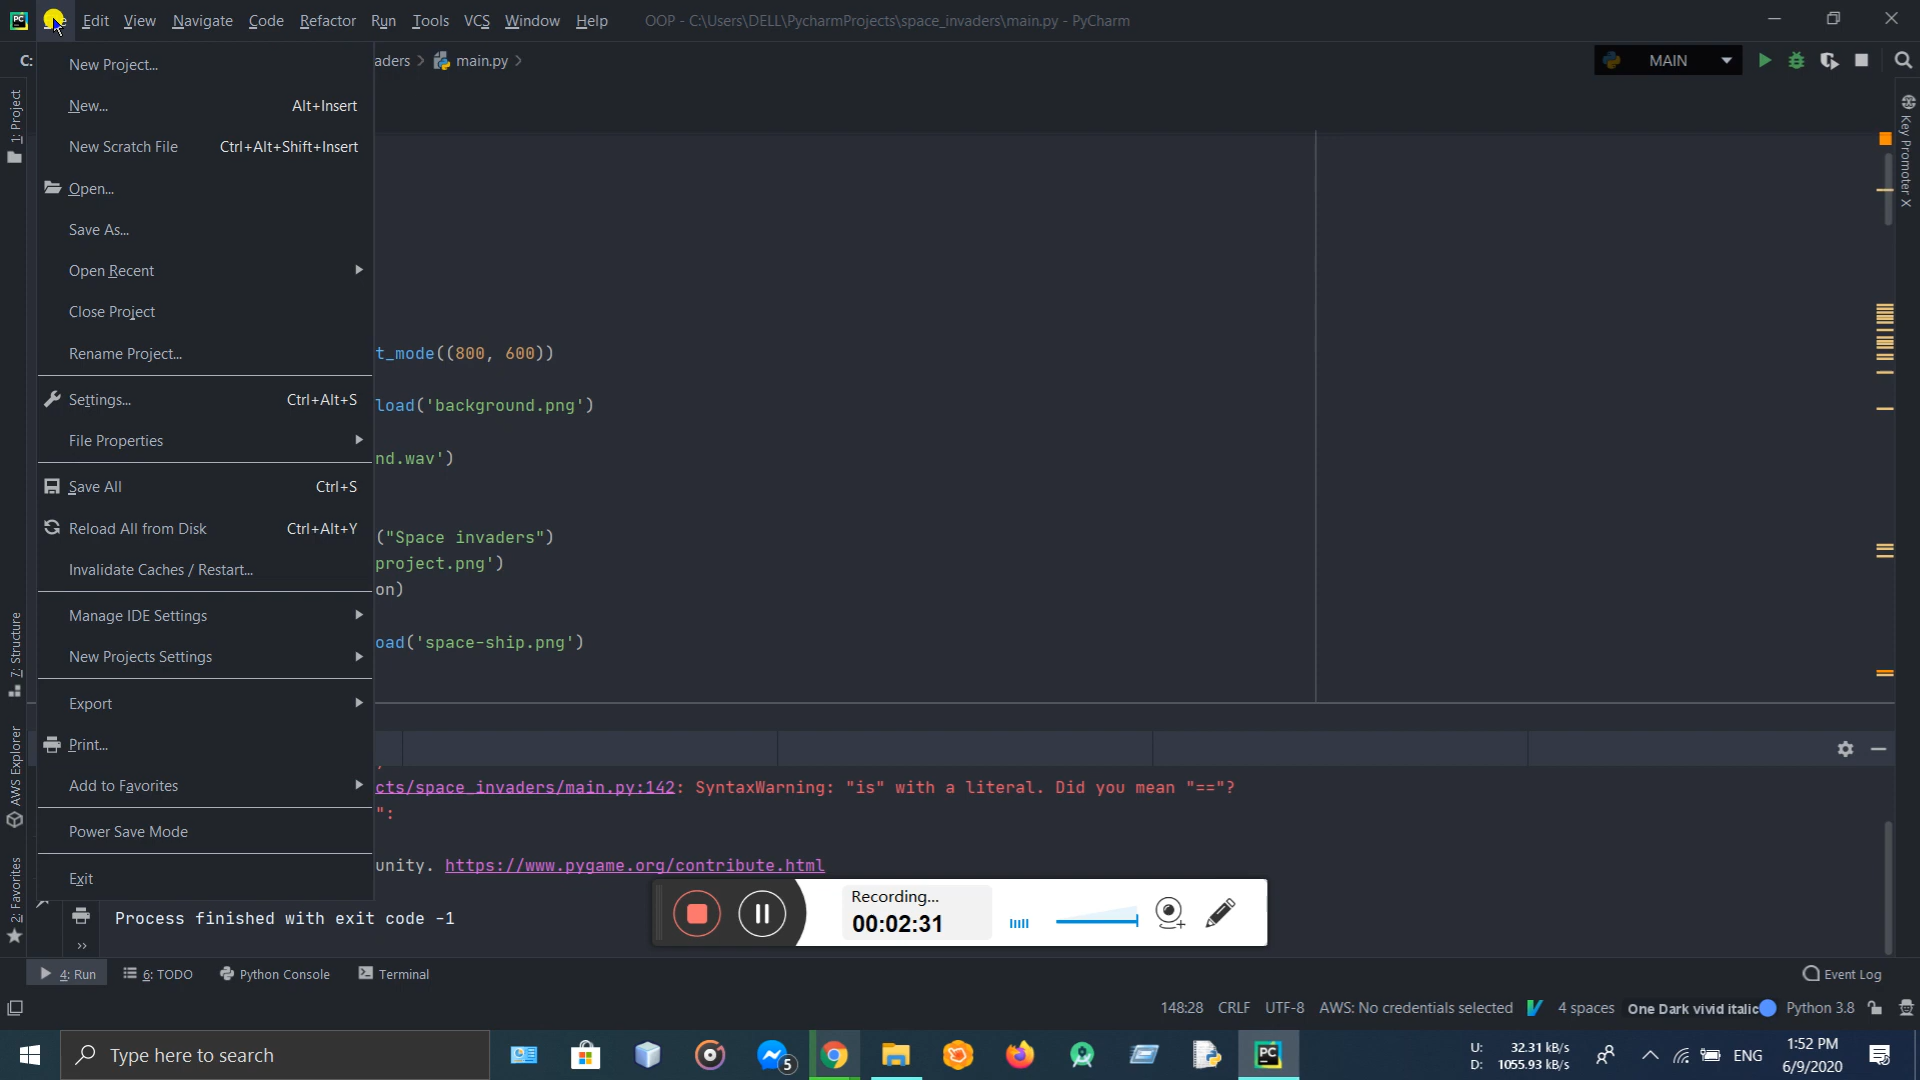 Edit View Navigate Code Refactor Run Tools VCS Window Help OOP - C:\Users\DELL\PycharmProjects\space_invaders\main.py - PyCharm
C: aders main.py MAIN
New Project...
New... Alt+Insert
New Scratch File Ctrl+Alt+Shift+Insert
Open...
Save As...
Open Recent
Close Project
Rename Project...
Settings... Ctrl+Alt+S
File Properties
Save All Ctrl+S
Reload All from Disk Ctrl+Alt+Y
Invalidate Caches / Restart...
Manage IDE Settings
New Projects Settings
Export
Print...
Add to Favorites
Power Save Mode
Exit
1: Project
7: Structure
AWS Explorer
2: Favorites
Key Promoter X
t_mode((800, 600))
load('background.png')
nd.wav')
("Space invaders")
project.png')
on)
oad('space-ship.png')
cts/space_invaders/main.py:142: SyntaxWarning: "is" with a literal. Did you mean "=="?
":
unity. https://www.pygame.org/contribute.html
Process finished with exit code -1
Recording...
00:02:31
4: Run 6: TODO Python Console Terminal Event Log
148:28 CRLF UTF-8 AWS: No credentials selected 4 spaces One Dark vivid italic Python 3.8
Type here to search
5
U: 32.31 kB/s
D: 1055.93 kB/s
ENG
1:52 PM
6/9/2020